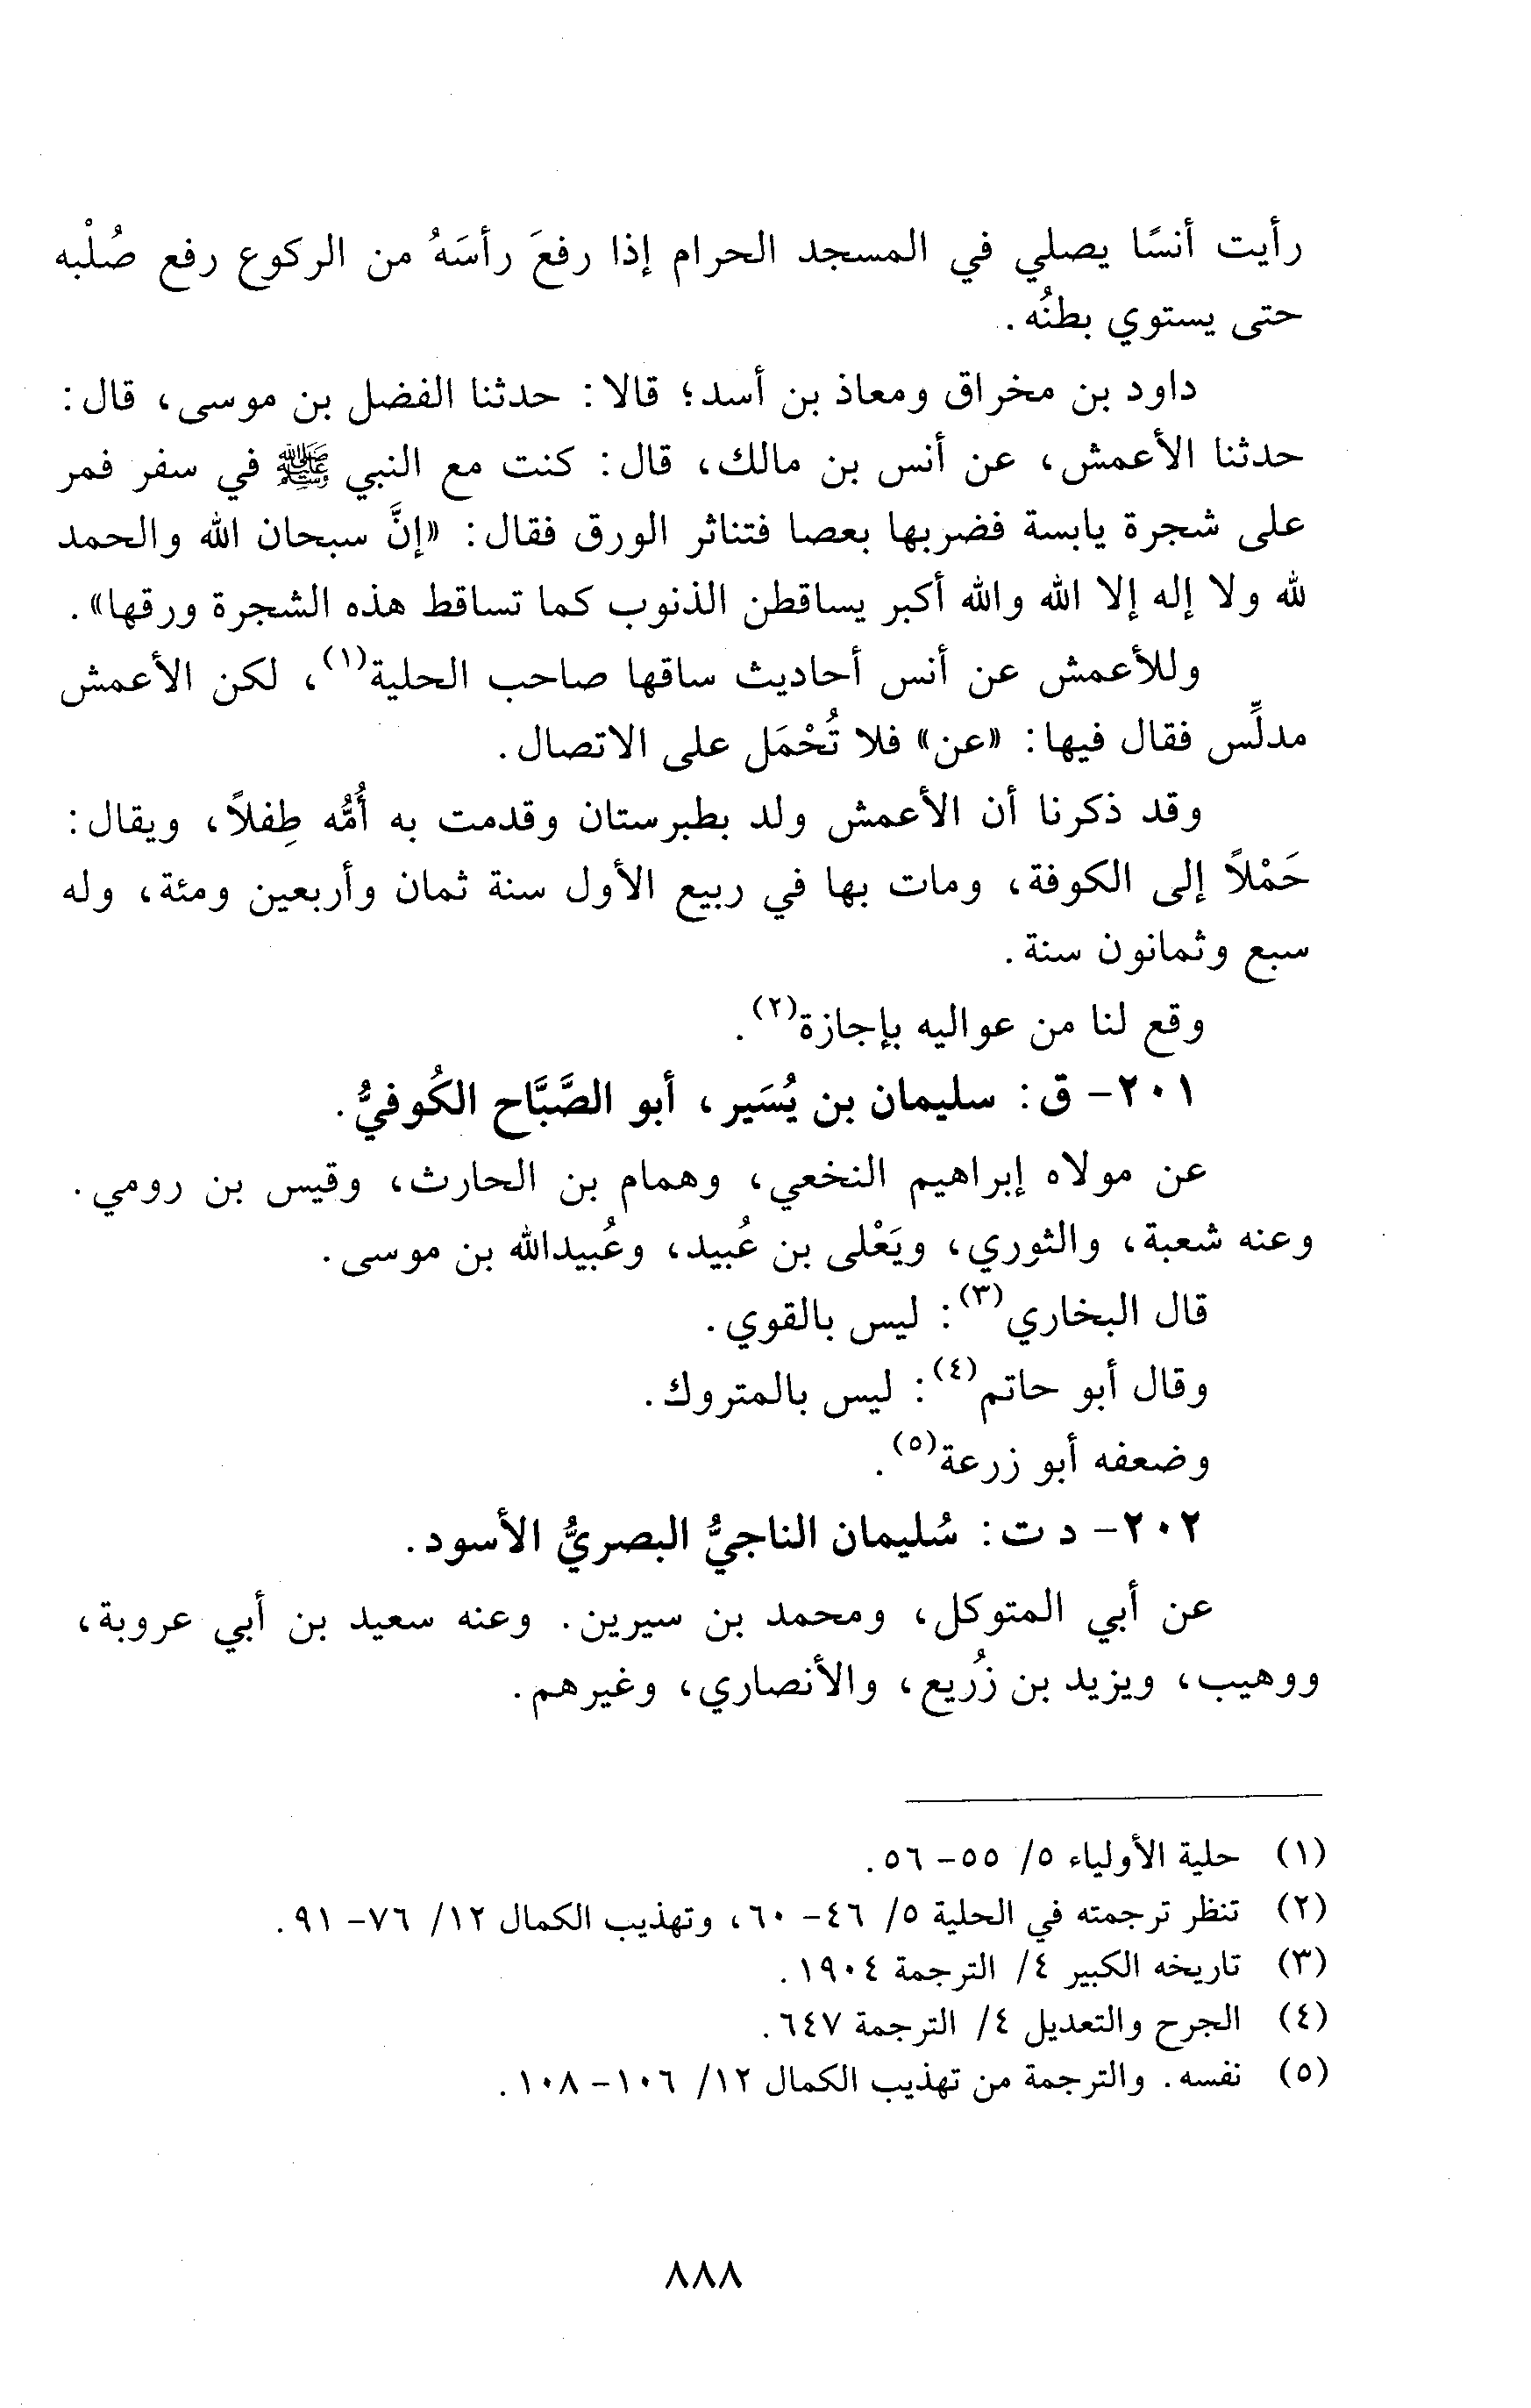 رأيت أنسًا يصلي في المسجد الحرام إذا رفعَ رأسَهُ من الركوع رفع صُلْبه
حتى يستوي بطنُه.
داود بن مخراق ومعاذ بن أسد؛ قالا: حدثنا الفضل بن موسى، قال:
حدثنا الأعمش، عن أنس بن مالك، قال: كنت مع النبي ﷺ في سفر فمر
على شجرة يابسة فضربها بعصا فتناثر الورق فقال: «إنَّ سبحان الله والحمد
لله ولا إله إلا الله والله أكبر يساقطن الذنوب كما تساقط هذه الشجرة ورقها».
وللأعمش عن أنس أحاديث ساقها صاحب الحلية(١)، لكن الأعمش
مدلِّس فقال فيها: «عن» فلا تُحْمَل على الاتصال.
وقد ذكرنا أن الأعمش ولد بطبرستان وقدمت به أُمُّه طِفلاً، ويقال:
حَمْلاً إلى الكوفة، ومات بها في ربيع الأول سنة ثمان وأربعين ومئة، وله
سبع وثمانون سنة.
وقع لنا من عواليه بإجازة(٢).
٢٠١- ق: سليمان بن يُسَير، أبو الصَّبَّاح الكُوفيُّ.
عن مولاه إبراهيم النخعي، وهمام بن الحارث، وقيس بن رومي.
وعنه شعبة، والثوري، ويَعْلى بن عُبيد، وعُبيدالله بن موسى.
قال البخاري(٣): ليس بالقوي.
وقال أبو حاتم(٤): ليس بالمتروك.
وضعفه أبو زرعة(٥).
٢٠٢- د ت: سُليمان الناجيُّ البصريُّ الأسود.
عن أبي المتوكل، ومحمد بن سيرين. وعنه سعيد بن أبي عروبة،
ووهيب، ويزيد بن زُريع، والأنصاري، وغيرهم.
(١) حلية الأولياء ٥/ ٥٥- ٥٦.
(٢) تنظر ترجمته في الحلية ٥/ ٤٦- ٦٠، وتهذيب الكمال ١٢/ ٧٦- ٩١.
(٣) تاريخه الكبير ٤/ الترجمة ١٩٠٤.
(٤) الجرح والتعديل ٤/ الترجمة ٦٤٧.
(٥) نفسه. والترجمة من تهذيب الكمال ١٢/ ١٠٦- ١٠٨.
٨٨٨